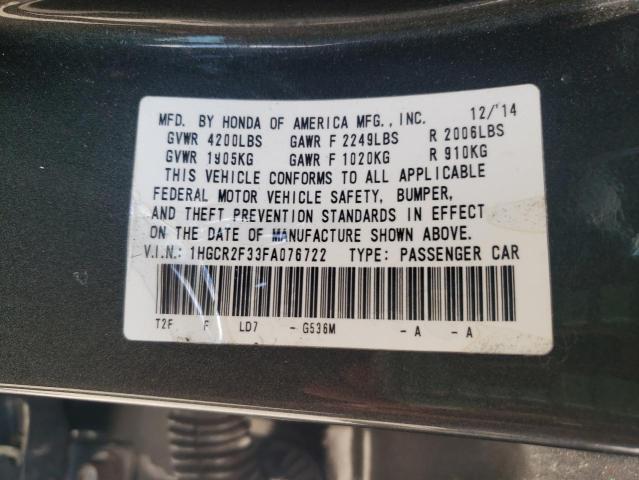 MFD. BY HONDA OF AMERICA MFG., INC. 12/'14
GVWR 4200LBS GAWR F 2249LBS R 2006LBS
GVWR 1905KG GAWR F 1020KG R 910KG
THIS VEHICLE CONFORMS TO ALL APPLICABLE
FEDERAL MOTOR VEHICLE SAFETY, BUMPER,
AND THEFT PREVENTION STANDARDS IN EFFECT
ON THE DATE OF MANUFACTURE SHOWN ABOVE.
V.I.N.: 1HGCR2F33FA076722 TYPE: PASSENGER CAR
T2F F LD7 - G536M - A - A